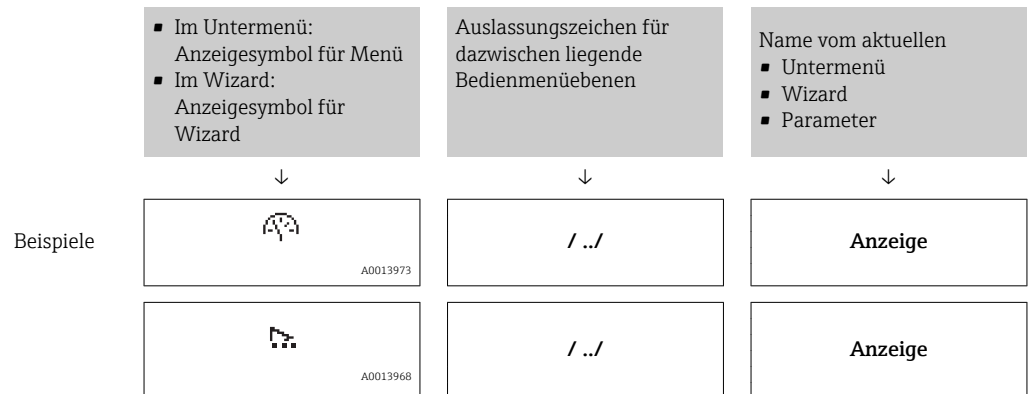 ▪ Im Untermenü:
Anzeigesymbol für Menü
▪ Im Wizard:
Anzeigesymbol für
Wizard
Auslassungszeichen für
dazwischen liegende
Bedienmenüebenen
Name vom aktuellen
▪ Untermenü
▪ Wizard
▪ Parameter
↓ ↓ ↓
Beispiele
A0013973
/ ../
Anzeige
A0013968
/ ../
Anzeige